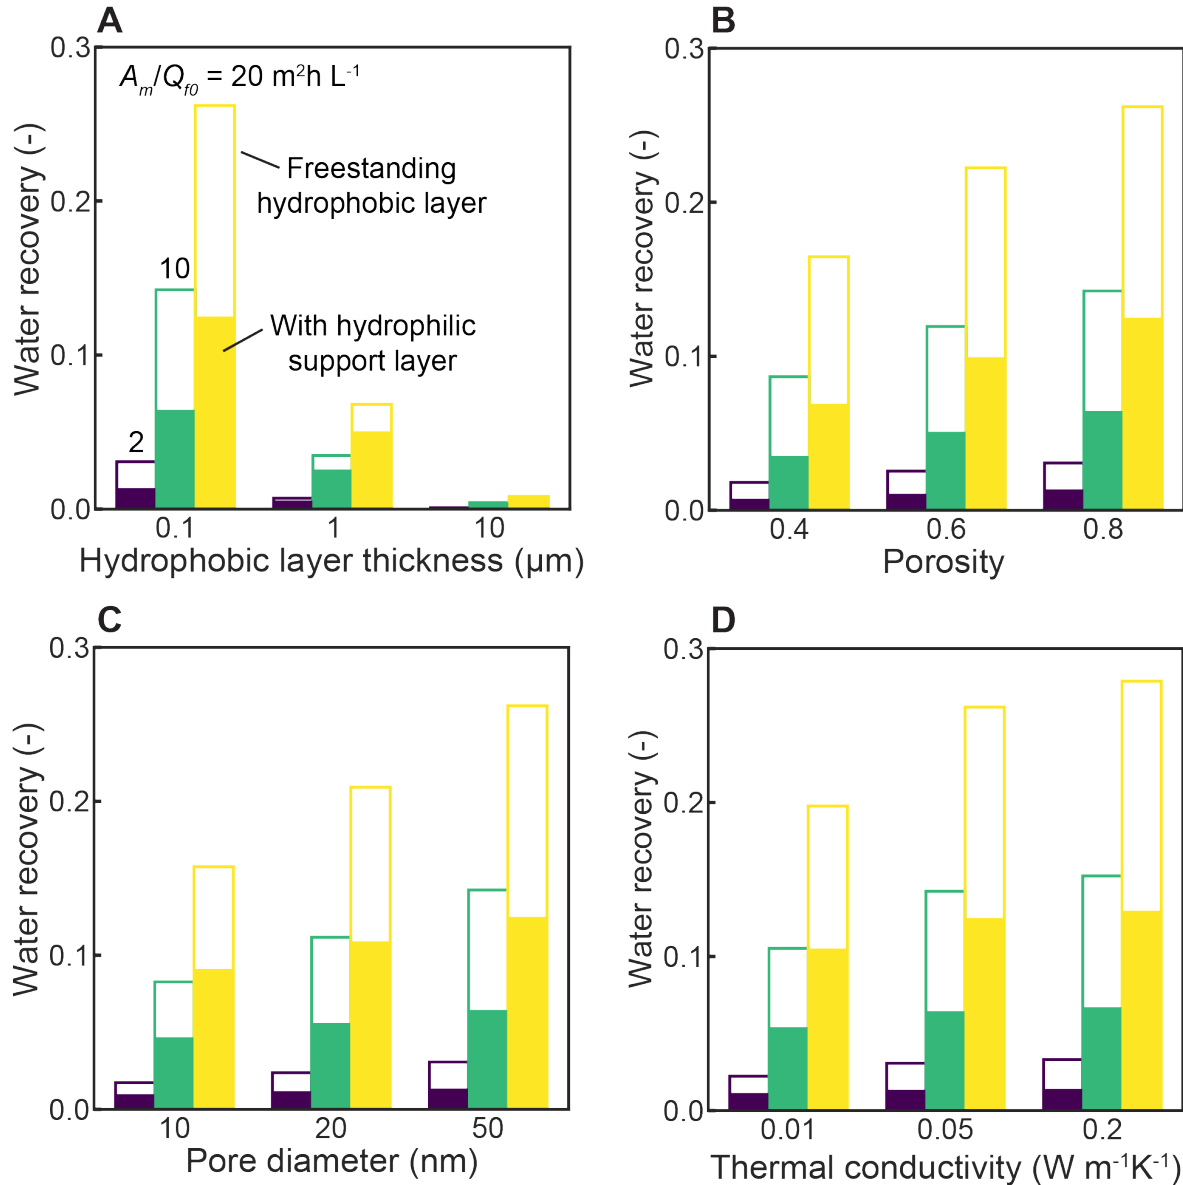 A
0.3
0.2
0.1
0.0
Water recovery (-)
Am/Qf0 = 20 m²h L⁻¹
Freestanding
hydrophobic layer
10
With hydrophilic
support layer
2
0.1 1 10
Hydrophobic layer thickness (μm)
B
0.3
0.2
0.1
0.0
Water recovery (-)
0.4 0.6 0.8
Porosity
C
0.3
0.2
0.1
0.0
Water recovery (-)
10 20 50
Pore diameter (nm)
D
0.3
0.2
0.1
0.0
Water recovery (-)
0.01 0.05 0.2
Thermal conductivity (W m⁻¹K⁻¹)